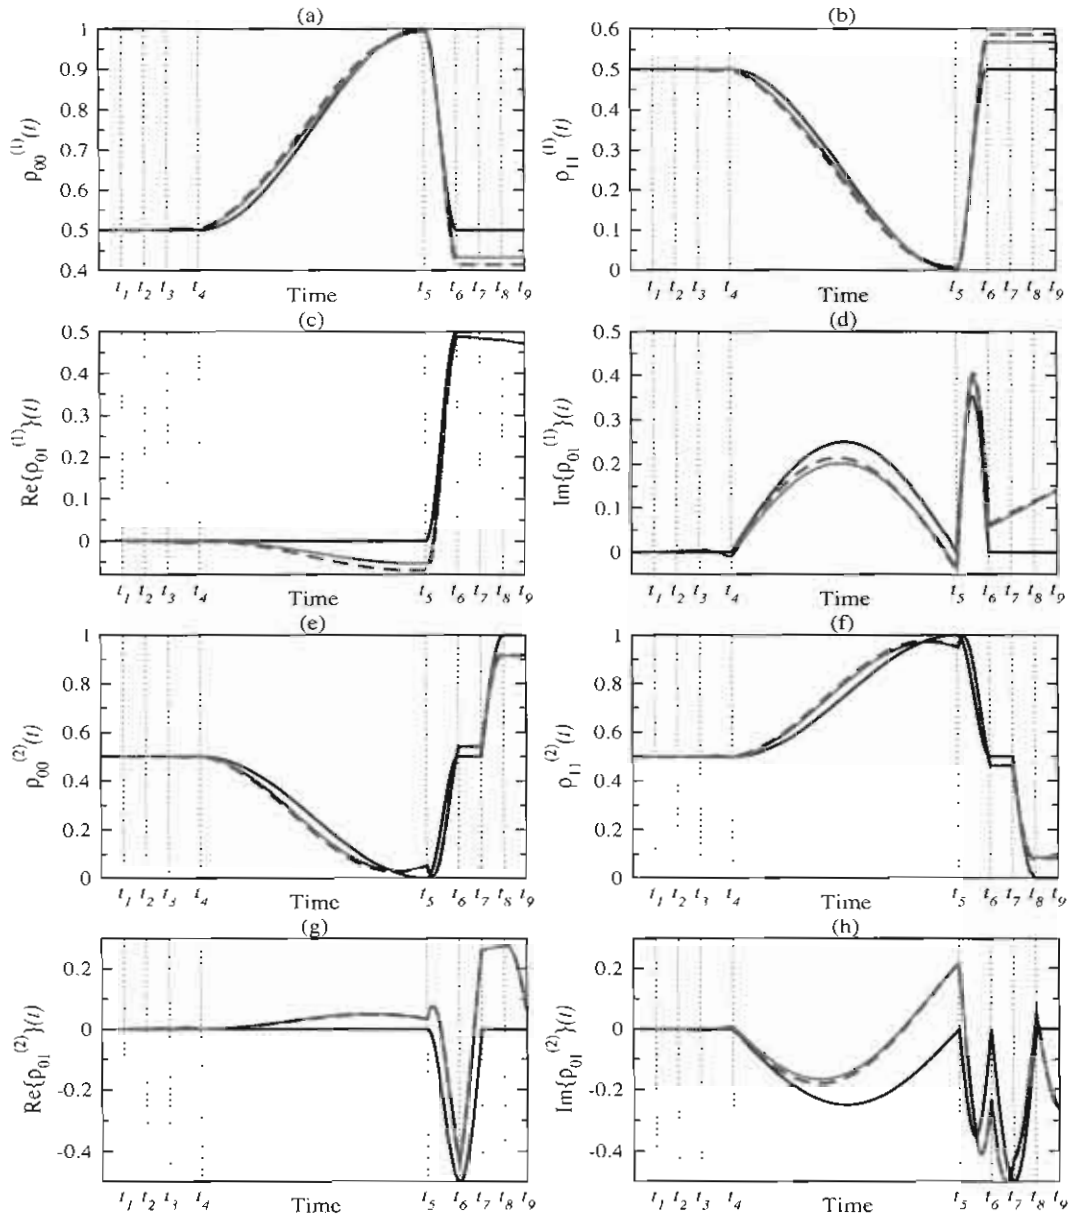 (a) (b)
1 0.6
0.9 0.5
0.8 0.4
0.7 0.3
0.6 0.2
0.5 0.1
0.4 0
ρ00(1)(t) ρ11(1)(t)
t1 t2 t3 t4 Time t5 t6 t7 t8 t9 t1 t2 t3 t4 Time t5 t6 t7 t8 t9
(c) (d)
0.5 0.5
0.4 0.4
0.3 0.3
0.2 0.2
0.1 0.1
0 0
Re{ρ01(1)}(t) Im{ρ01(1)}(t)
t1 t2 t3 t4 Time t5 t6 t7 t8 t9 t1 t2 t3 t4 Time t5 t6 t7 t8 t9
(e) (f)
1 1
0.8 0.8
0.6 0.6
0.4 0.4
0.2 0.2
0 0
ρ00(2)(t) ρ11(2)(t)
t1 t2 t3 t4 Time t5 t6 t7 t8 t9 t1 t2 t3 t4 Time t5 t6 t7 t8 t9
(g) (h)
0.2 0.2
0 0
-0.2 -0.2
-0.4 -0.4
Re{ρ01(2)}(t) Im{ρ01(2)}(t)
t1 t2 t3 t4 Time t5 t6 t7 t8 t9 t1 t2 t3 t4 Time t5 t6 t7 t8 t9